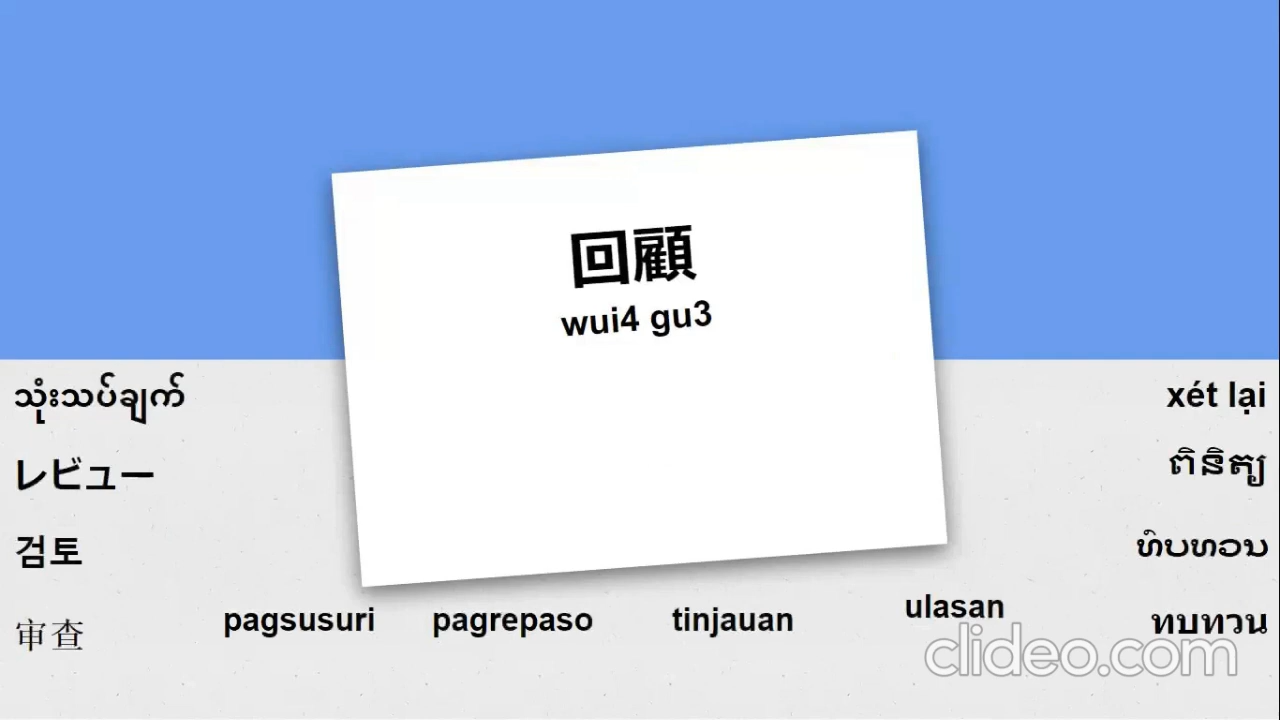 回顧
wui4 gu3
သုံးသပ်ချက်
xét lại
レビュー
ពិនិត្យ
검토
ທົບທວນ
pagsusuri pagrepaso tinjauan ulasan
审查
ทบทวน
clideo.com